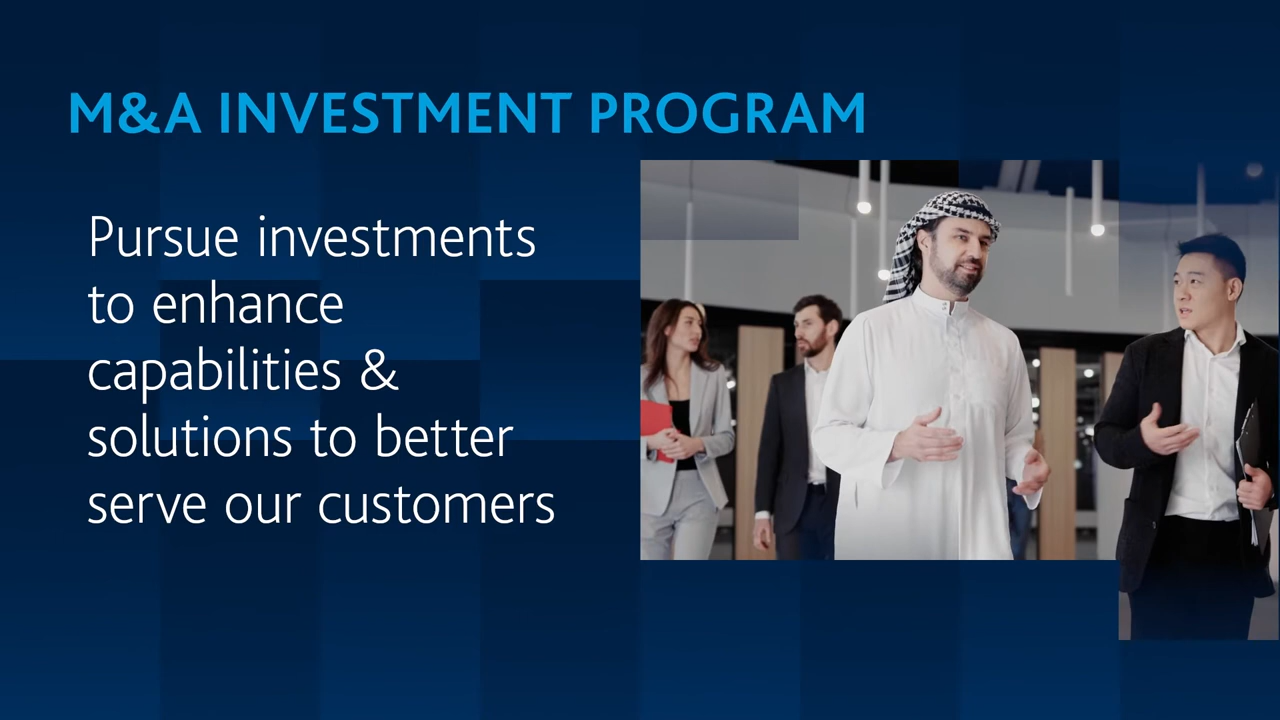 M&A INVESTMENT PROGRAM
Pursue investments
to enhance
capabilities &
solutions to better
serve our customers